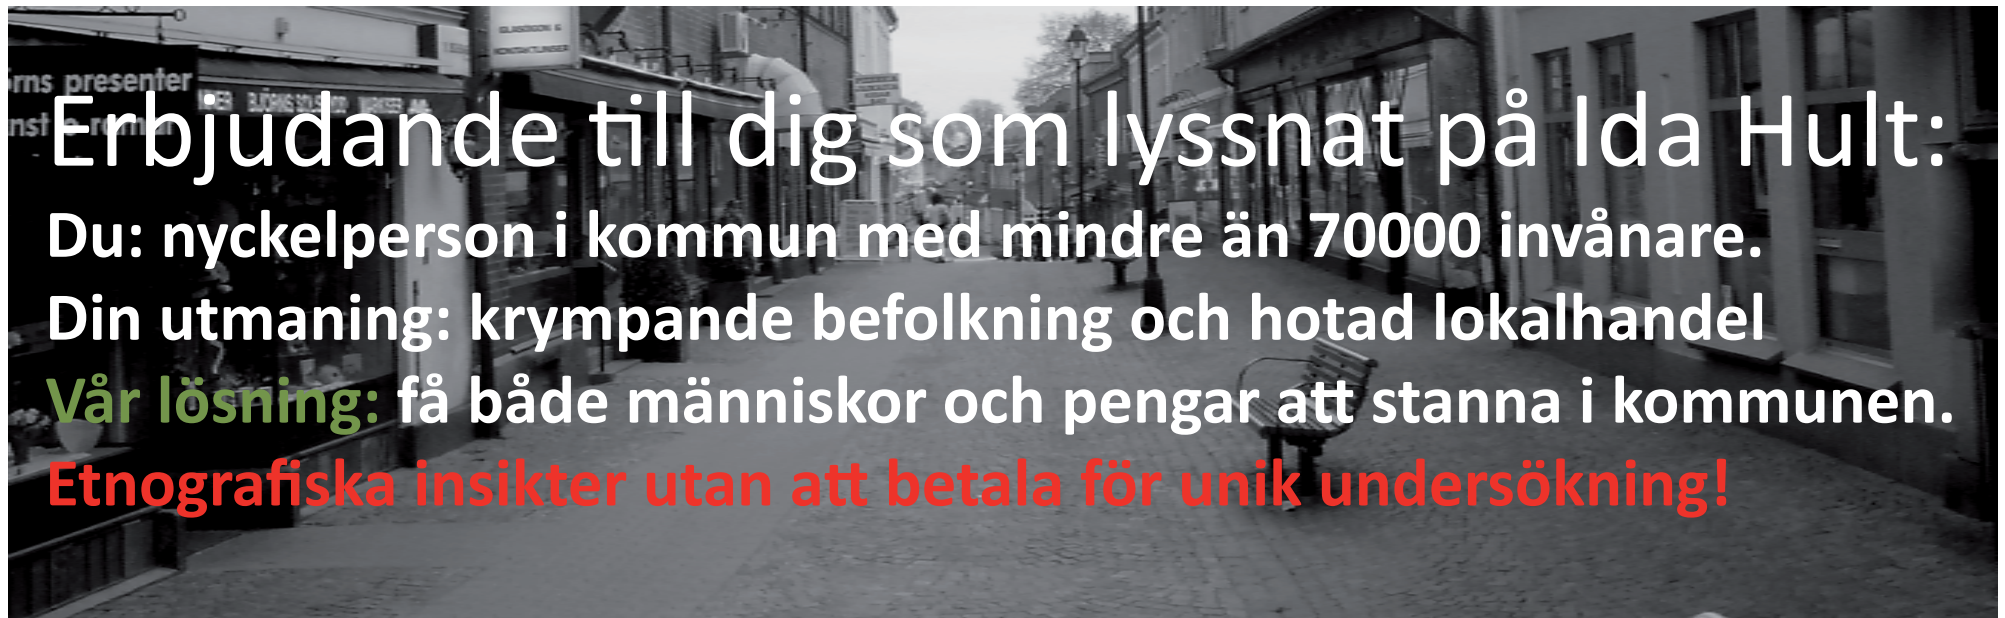 presenter
Erbjudande till dig som lyssnat på Ida Hult:
Du: nyckelperson i kommun med mindre än 70000 invånare.
Din utmaning: krympande befolkning och hotad lokalhandel
Vår lösning: få både människor och pengar att stanna i kommunen.
Etnografiska insikter utan att betala för unik undersökning!